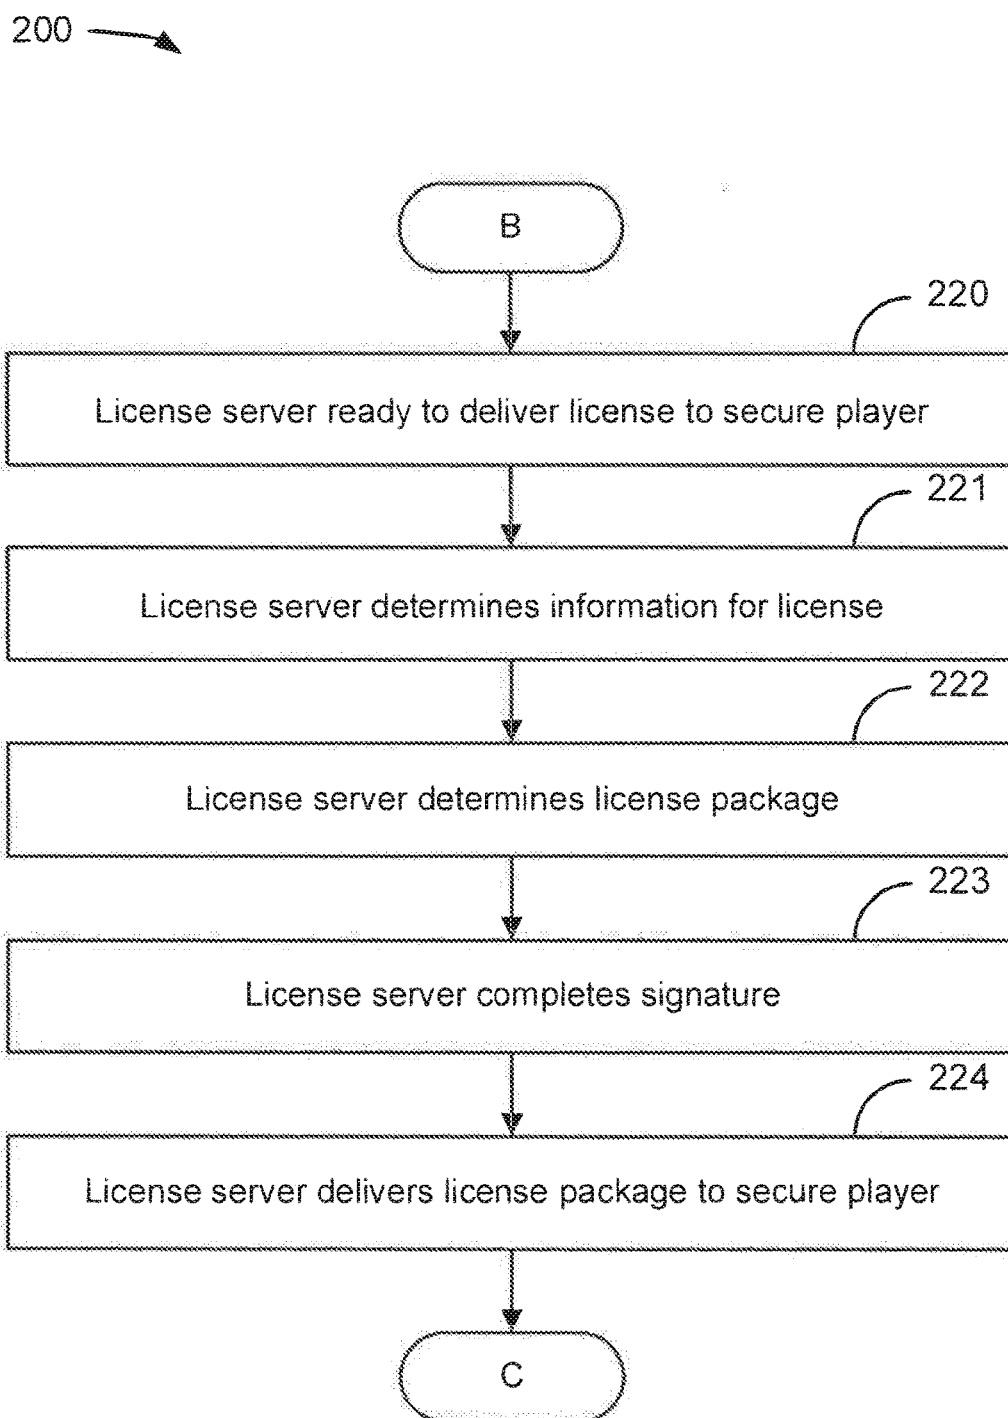 200
B
220
License server ready to deliver license to secure player
221
License server determines information for license
222
License server determines license package
223
License server completes signature
224
License server delivers license package to secure player
C